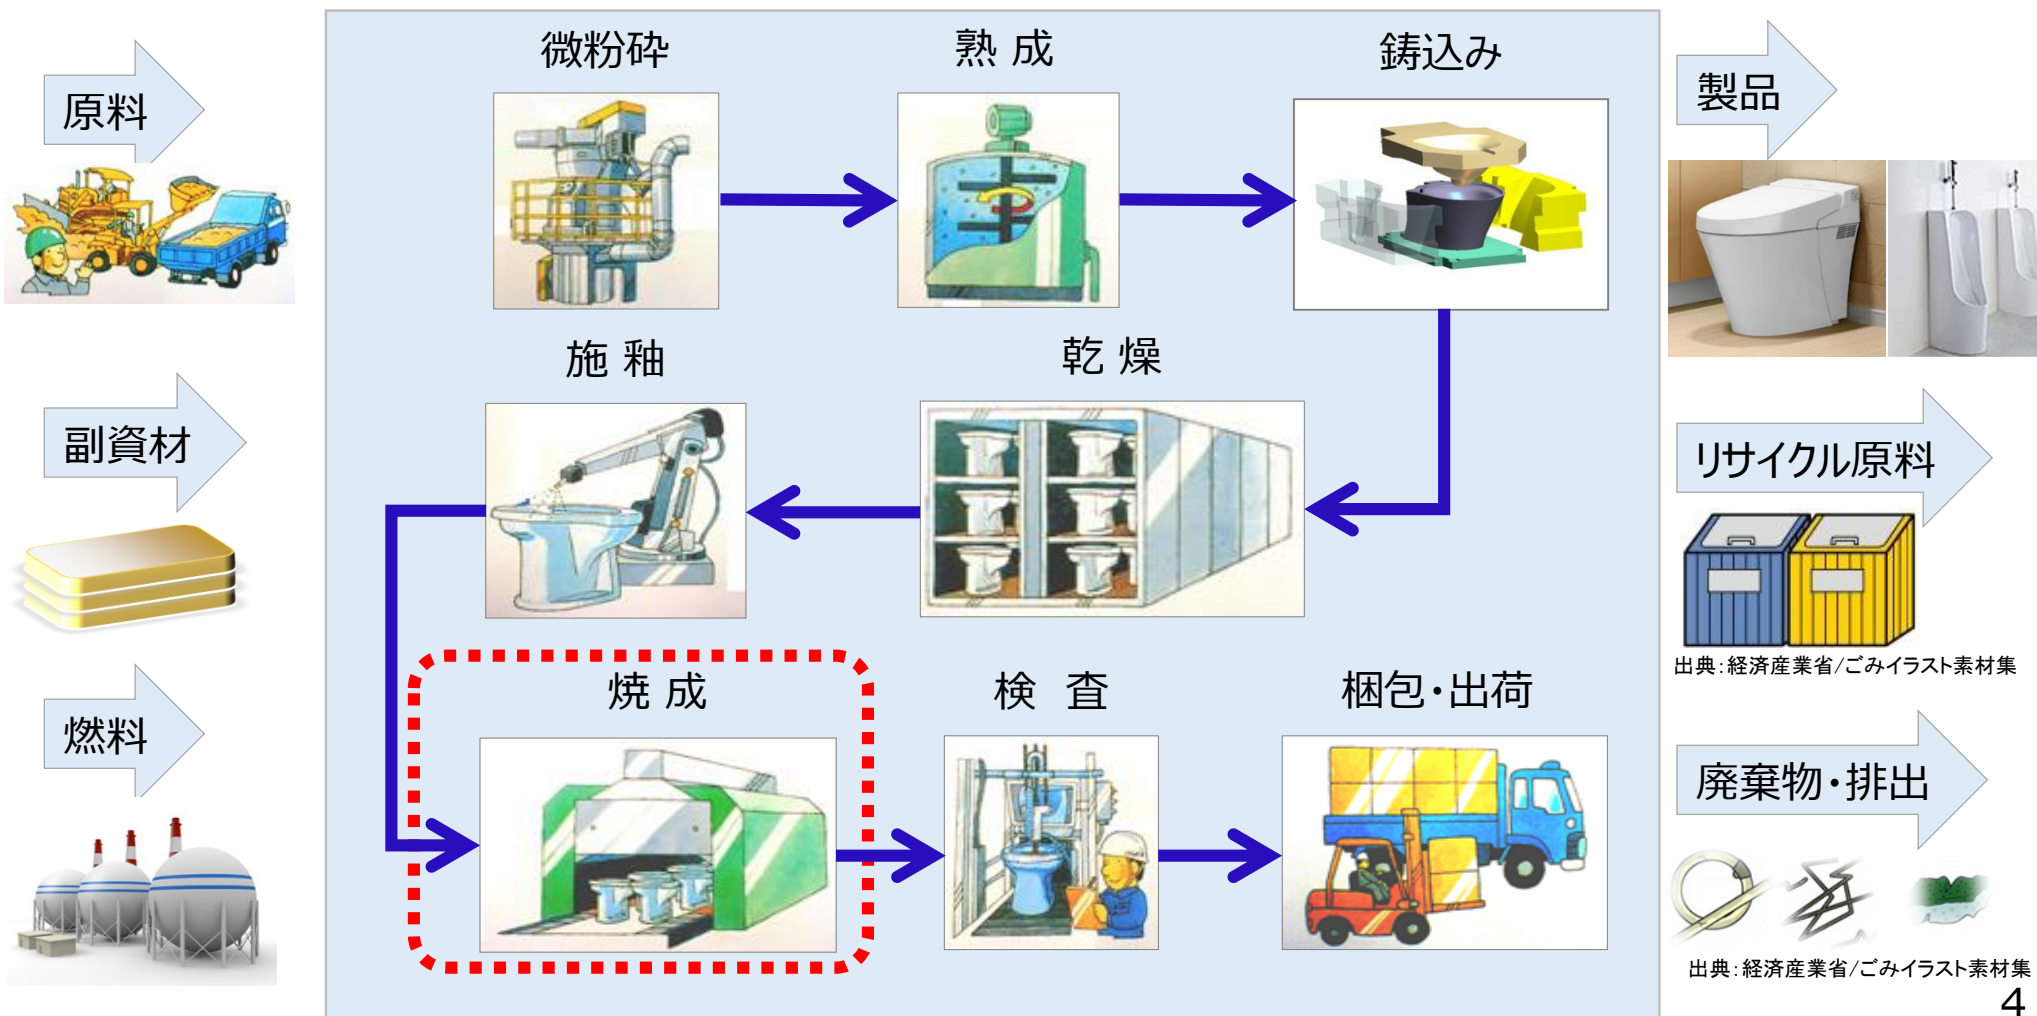 原料
副資材
燃料
微粉砕
熟 成
鋳込み
施 釉
乾 燥
焼 成
検 査
梱包・出荷
製品
リサイクル原料
出典：経済産業省/ごみイラスト素材集
廃棄物・排出
出典：経済産業省/ごみイラスト素材集
4